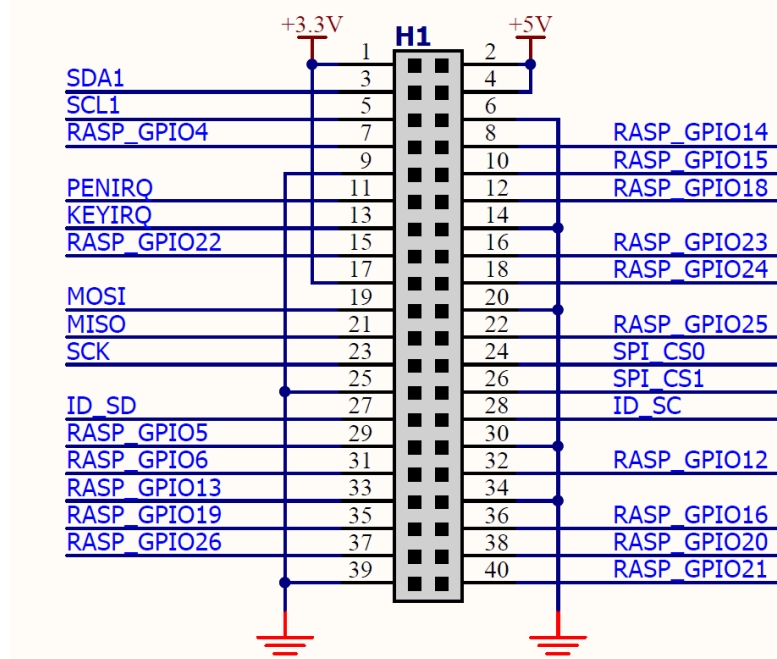 +3.3V H1 +5V
1 2
SDA1 3 4
SCL1 5 6
RASP_GPIO4 7 8 RASP_GPIO14
9 10 RASP_GPIO15
PENIRQ 11 12 RASP_GPIO18
KEYIRQ 13 14
RASP_GPIO22 15 16 RASP_GPIO23
17 18 RASP_GPIO24
MOSI 19 20
MISO 21 22 RASP_GPIO25
SCK 23 24 SPI_CS0
25 26 SPI_CS1
ID_SD 27 28 ID_SC
RASP_GPIO5 29 30
RASP_GPIO6 31 32 RASP_GPIO12
RASP_GPIO13 33 34
RASP_GPIO19 35 36 RASP_GPIO16
RASP_GPIO26 37 38 RASP_GPIO20
39 40 RASP_GPIO21